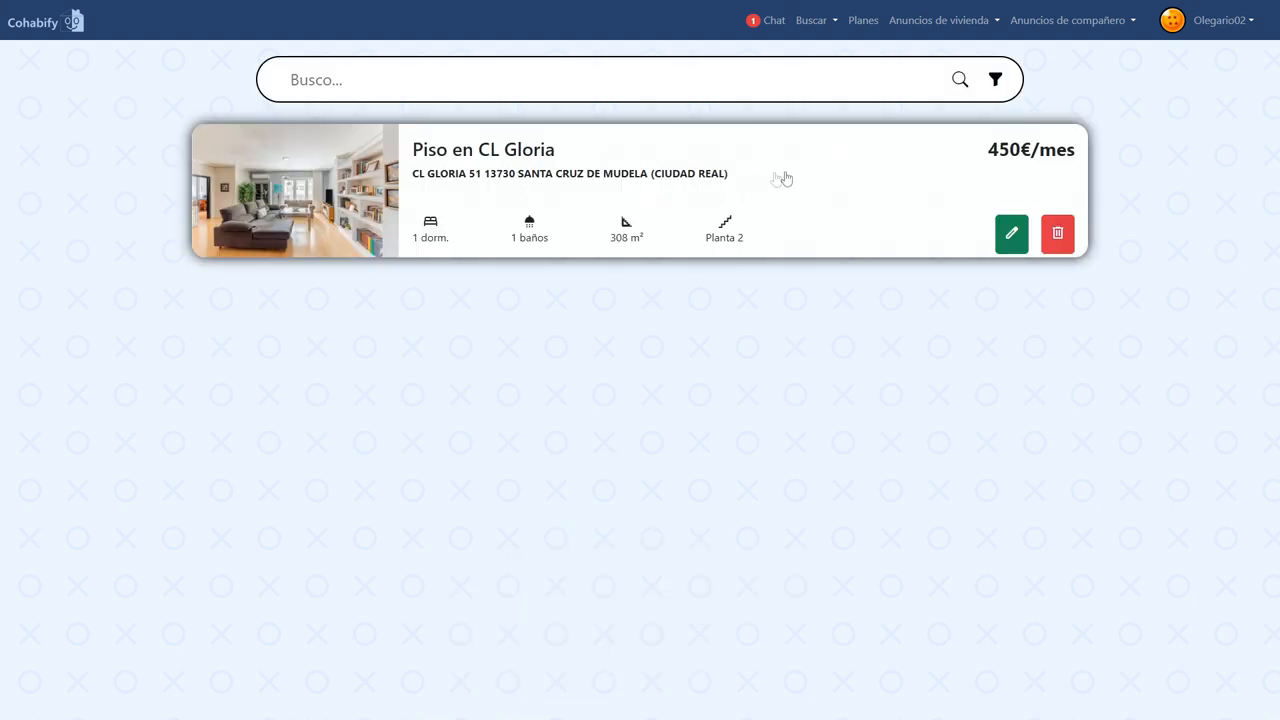 Cohabify
1 Chat Buscar Planes Anuncios de vivienda Anuncios de compañero Olegario02
Busco...
Piso en CL Gloria
450€/mes
CL GLORIA 51 13730 SANTA CRUZ DE MUDELA (CIUDAD REAL)
1 dorm. 1 baños 308 m² Planta 2